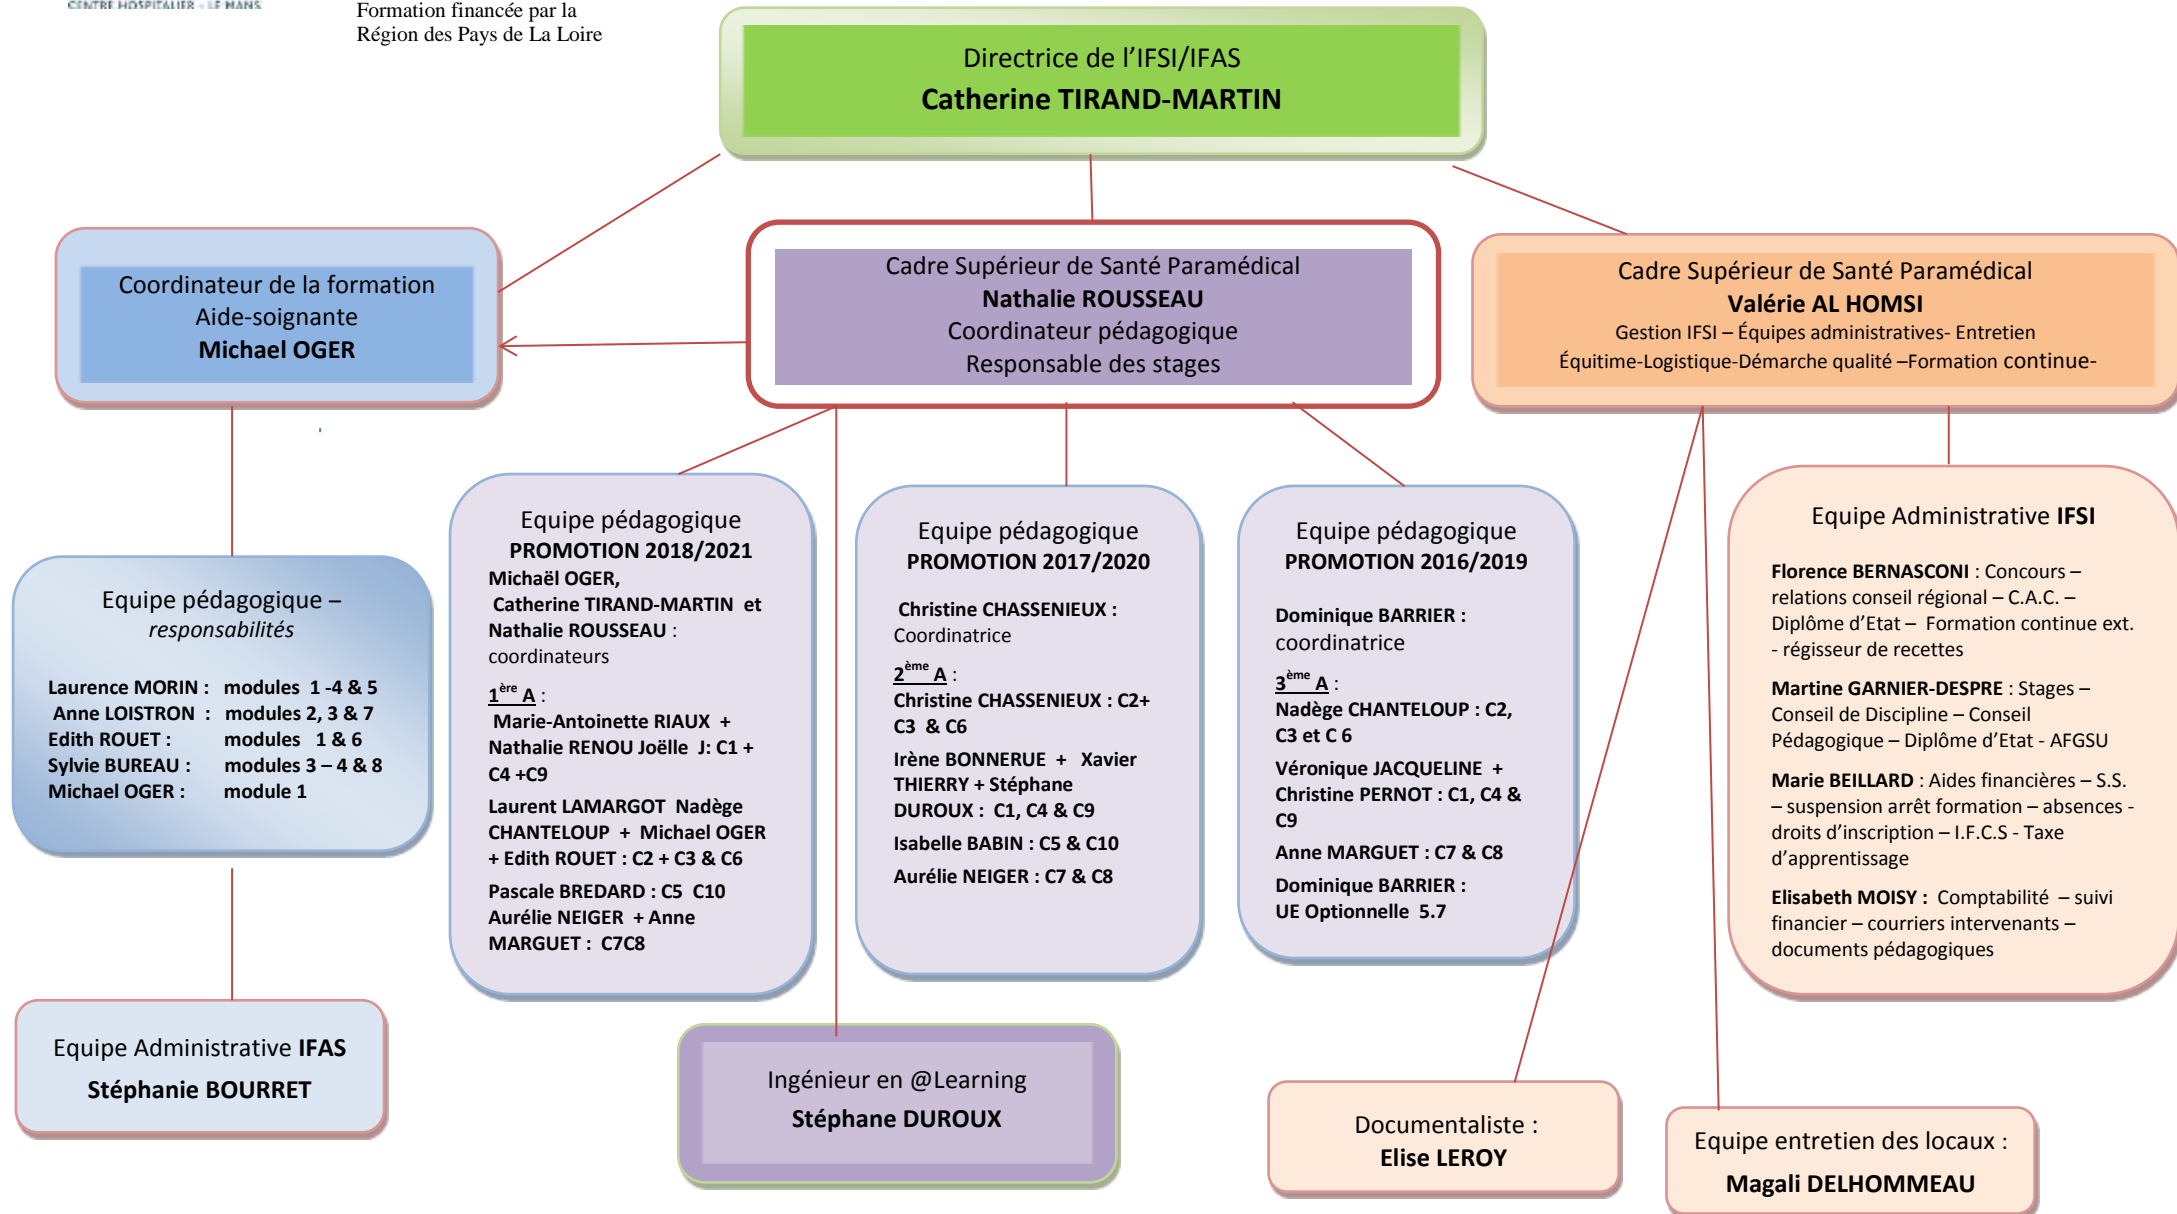 CENTRE HOSPITALIER - LE MANS
Formation financée par la
Région des Pays de La Loire
Directrice de l'IFSI/IFAS
Catherine TIRAND-MARTIN
Coordinateur de la formation
Aide-soignante
Michael OGER
Cadre Supérieur de Santé Paramédical
Nathalie ROUSSEAU
Coordinateur pédagogique
Responsable des stages
Cadre Supérieur de Santé Paramédical
Valérie AL HOMSI
Gestion IFSI – Équipes administratives- Entretien
Équitime-Logistique-Démarche qualité –Formation continue-
Equipe pédagogique –
responsabilités
Laurence MORIN : modules 1 -4 & 5
Anne LOISTRON : modules 2, 3 & 7
Edith ROUET : modules 1 & 6
Sylvie BUREAU : modules 3 – 4 & 8
Michael OGER : module 1
Equipe pédagogique
PROMOTION 2018/2021
Michaël OGER,
Catherine TIRAND-MARTIN et
Nathalie ROUSSEAU :
coordinateurs
1ère A :
Marie-Antoinette RIAUX +
Nathalie RENOU Joëlle J: C1 +
C4 +C9
Laurent LAMARGOT Nadège
CHANTELOUP + Michael OGER
+ Edith ROUET : C2 + C3 & C6
Pascale BREDARD : C5 C10
Aurélie NEIGER + Anne
MARGUET : C7C8
Equipe pédagogique
PROMOTION 2017/2020
Christine CHASSENIEUX :
Coordinatrice
2ème A :
Christine CHASSENIEUX : C2+
C3 & C6
Irène BONNERUE + Xavier
THIERRY + Stéphane
DUROUX : C1, C4 & C9
Isabelle BABIN : C5 & C10
Aurélie NEIGER : C7 & C8
Equipe pédagogique
PROMOTION 2016/2019
Dominique BARRIER :
coordinatrice
3ème A :
Nadège CHANTELOUP : C2,
C3 et C 6
Véronique JACQUELINE +
Christine PERNOT : C1, C4 &
C9
Anne MARGUET : C7 & C8
Dominique BARRIER :
UE Optionnelle 5.7
Equipe Administrative IFSI
Florence BERNASCONI : Concours –
relations conseil régional – C.A.C. –
Diplôme d'Etat – Formation continue ext.
- régisseur de recettes
Martine GARNIER-DESPRE : Stages –
Conseil de Discipline – Conseil
Pédagogique – Diplôme d'Etat - AFGSU
Marie BEILLARD : Aides financières – S.S.
– suspension arrêt formation – absences -
droits d'inscription – I.F.C.S - Taxe
d'apprentissage
Elisabeth MOISY : Comptabilité – suivi
financier – courriers intervenants –
documents pédagogiques
Equipe Administrative IFAS
Stéphanie BOURRET
Ingénieur en @Learning
Stéphane DUROUX
Documentaliste :
Elise LEROY
Equipe entretien des locaux :
Magali DELHOMMEAU